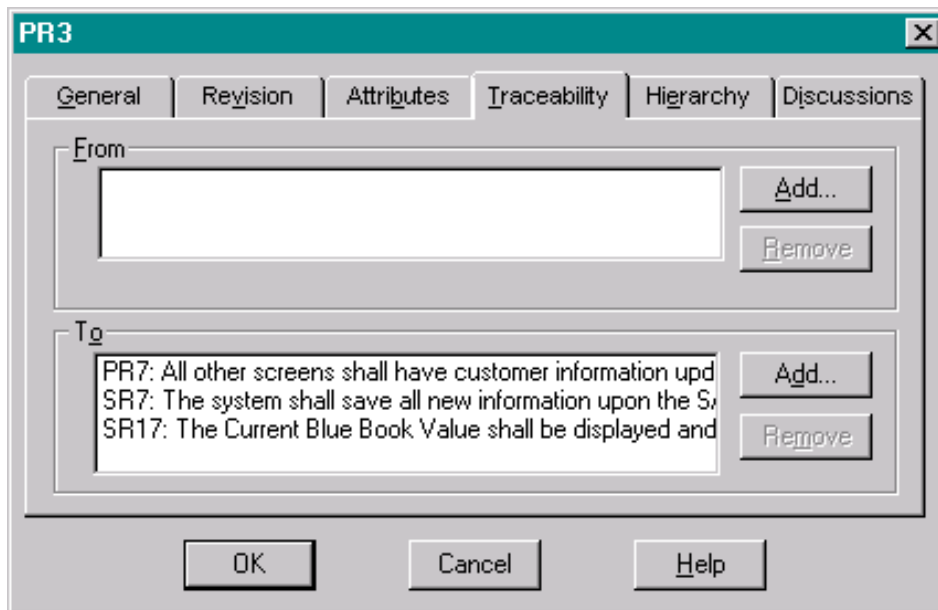 PR3
General Revision Attributes Traceability Hierarchy Discussions
From
Add...
Remove
To
PR7: All other screens shall have customer information upd
SR7: The system shall save all new information upon the SA
SR17: The Current Blue Book Value shall be displayed and
Add...
Remove
OK Cancel Help